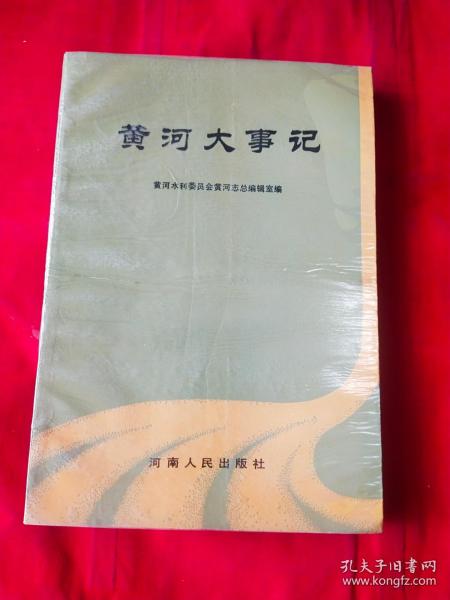 黄河大事记
黄河水利委员会黄河志总编辑室编
河南人民出版社
孔夫子旧书网
www.kongfz.com